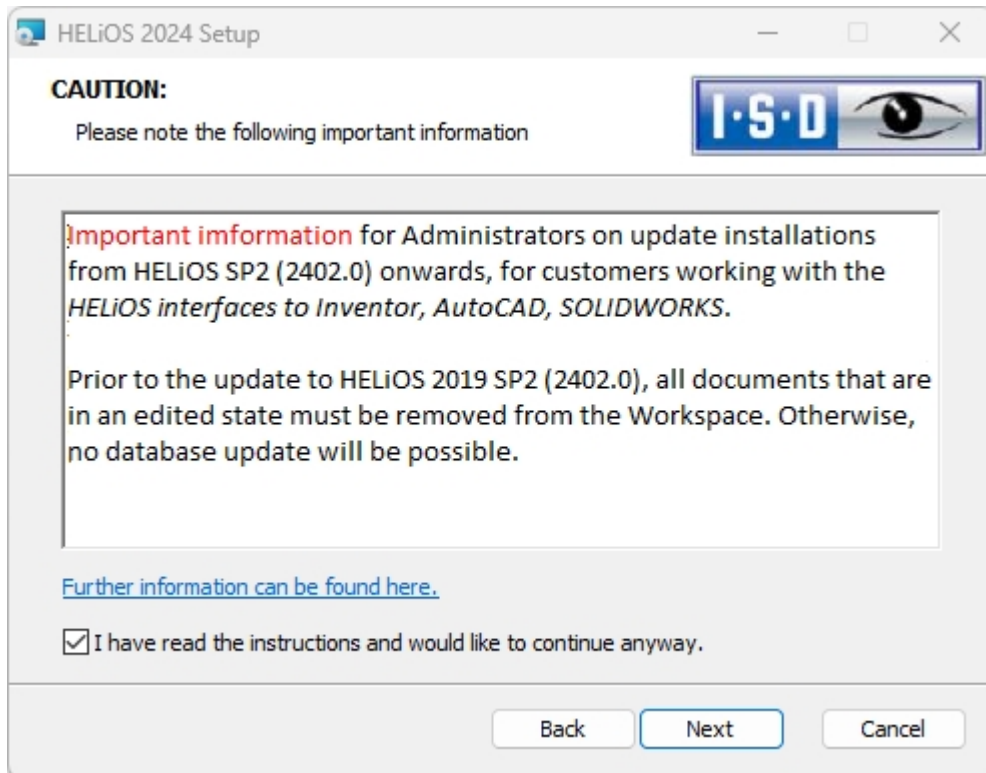 HELiOS 2024 Setup
CAUTION:
Please note the following important information
I·S·D
Important imformation for Administrators on update installations
from HELiOS SP2 (2402.0) onwards, for customers working with the
HELiOS interfaces to Inventor, AutoCAD, SOLIDWORKS.
Prior to the update to HELiOS 2019 SP2 (2402.0), all documents that are
in an edited state must be removed from the Workspace. Otherwise,
no database update will be possible.
Further information can be found here.
I have read the instructions and would like to continue anyway.
Back Next Cancel